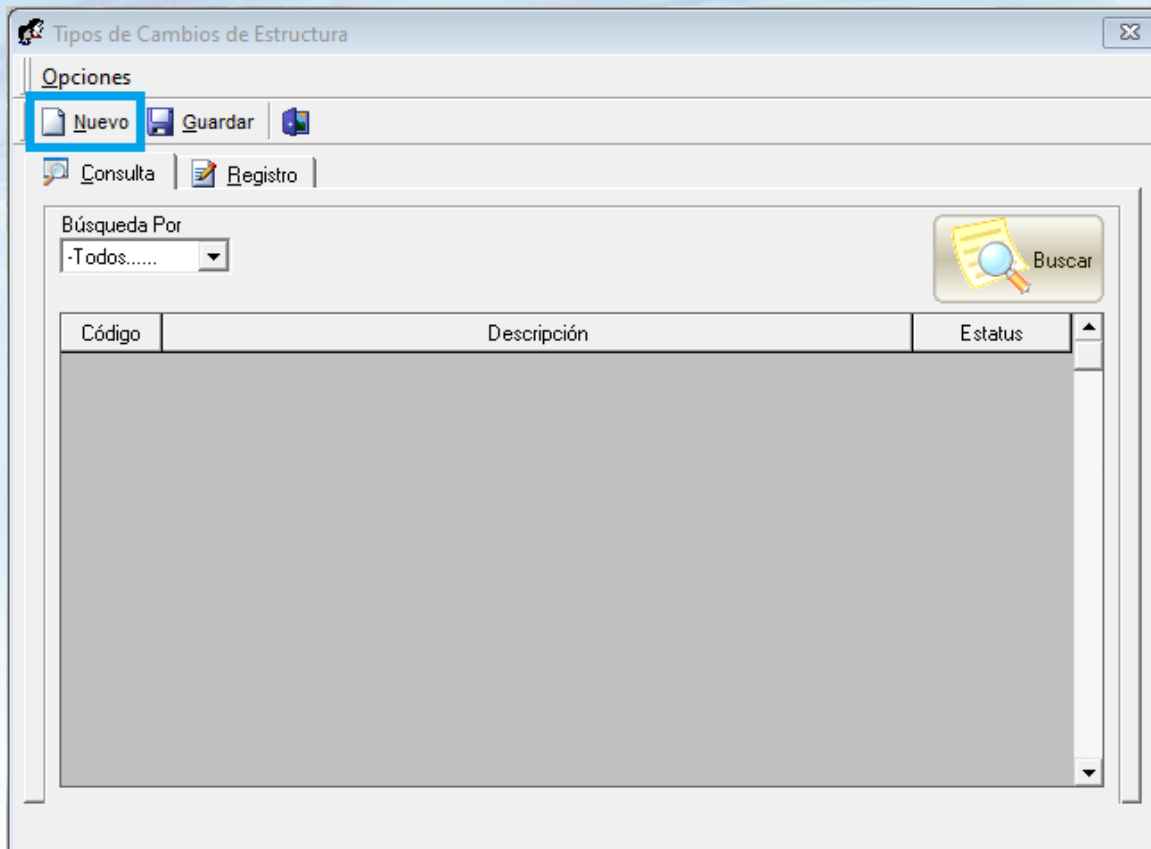 Tipos de Cambios de Estructura
Opciones
Nuevo Guardar
Consulta Registro
Búsqueda Por
-Todos......
Buscar
Código Descripción Estatus